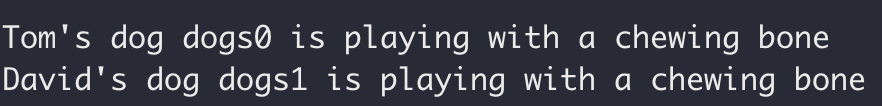 Tom's dog dogs0 is playing with a chewing bone
David's dog dogs1 is playing with a chewing bone